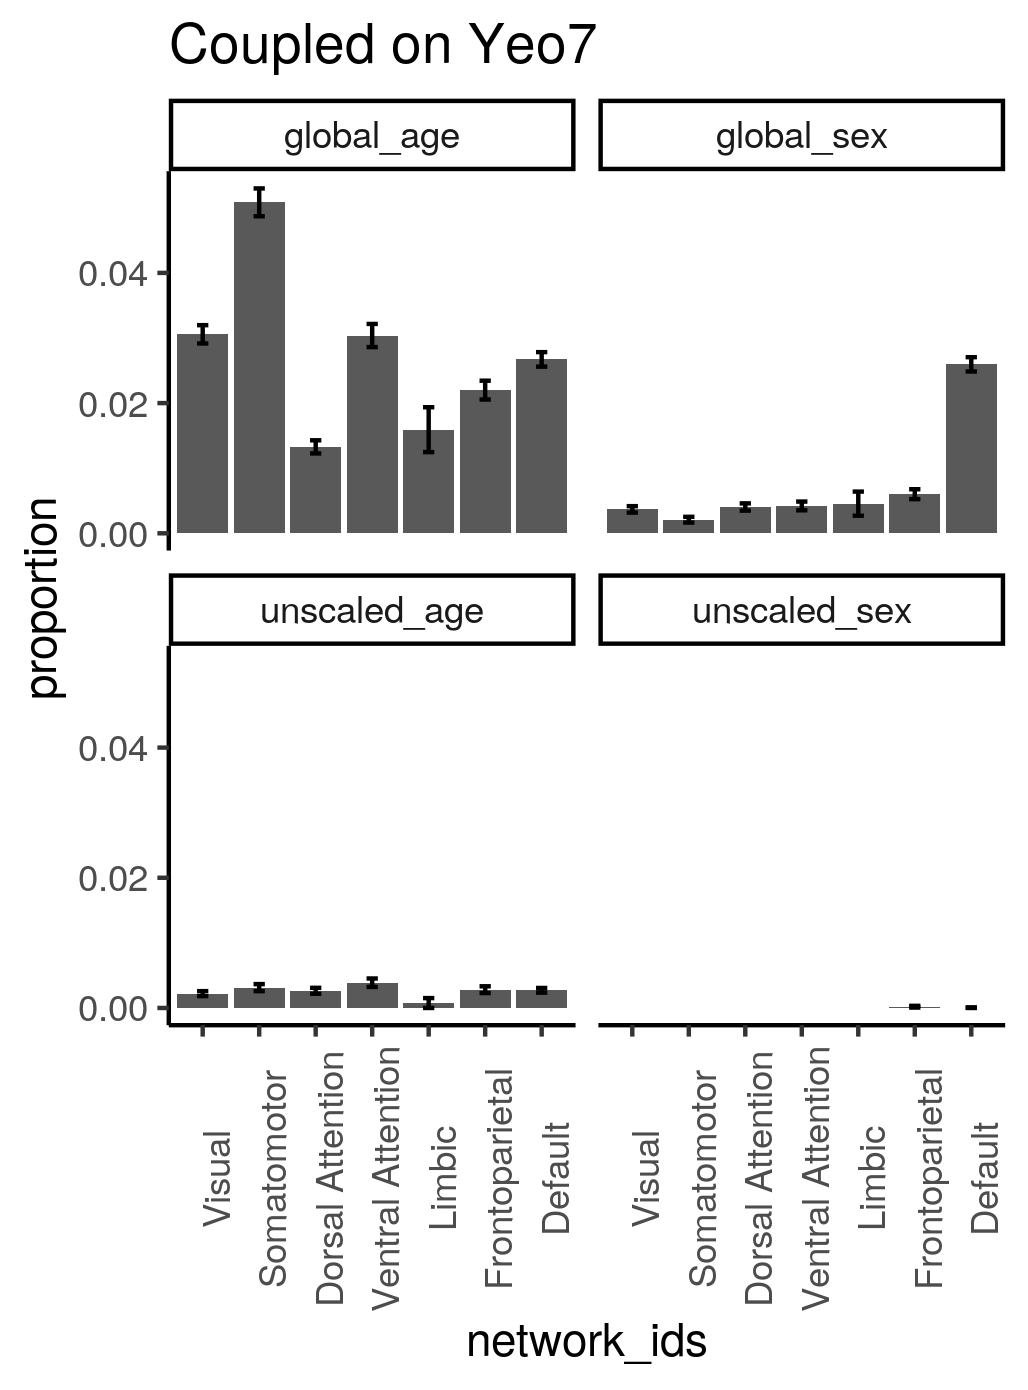 Coupled on Yeo7
global_age
global_sex
0.04
0.02
0.00
unscaled_age
unscaled_sex
0.04
0.02
0.00
proportion
Visual
Somatomotor
Dorsal Attention
Ventral Attention
Limbic
Frontoparietal
Default
Visual
Somatomotor
Dorsal Attention
Ventral Attention
Limbic
Frontoparietal
Default
network_ids